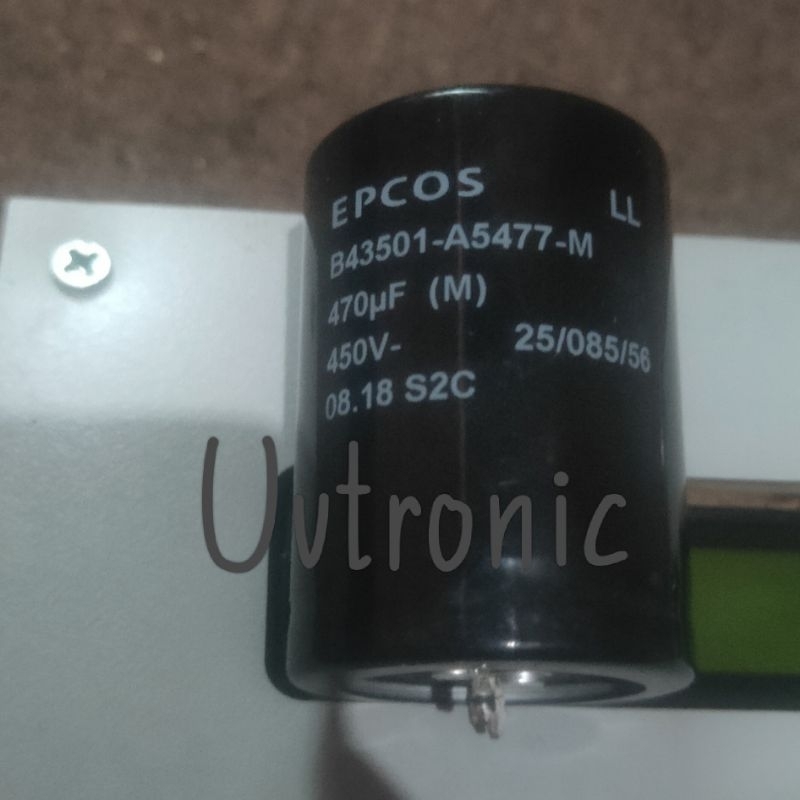 EPCOS
LL
B43501-A5477-M
470µF (M)
450V-
25/085/56
08.18 S2C
Uvtronic